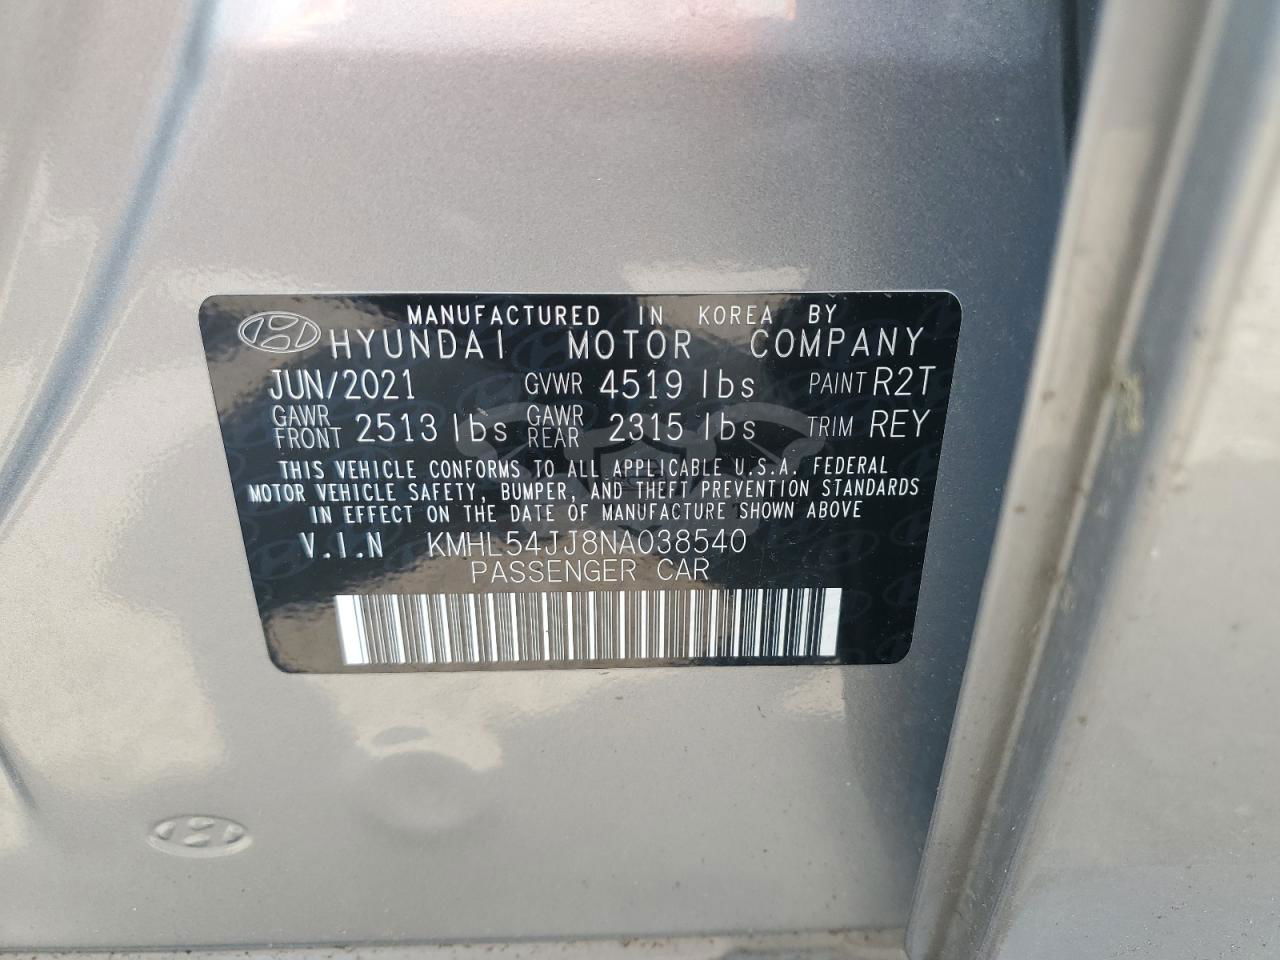 MANUFACTURED IN KOREA BY
HYUNDAI MOTOR COMPANY
JUN/2021 GVWR 4519 lbs PAINT R2T
GAWR FRONT 2513 lbs GAWR REAR 2315 lbs TRIM REY
THIS VEHICLE CONFORMS TO ALL APPLICABLE U.S.A. FEDERAL
MOTOR VEHICLE SAFETY, BUMPER, AND THEFT PREVENTION STANDARDS
IN EFFECT ON THE DATE OF MANUFACTURE SHOWN ABOVE
V.I.N KMHL54JJ8NA038540
PASSENGER CAR